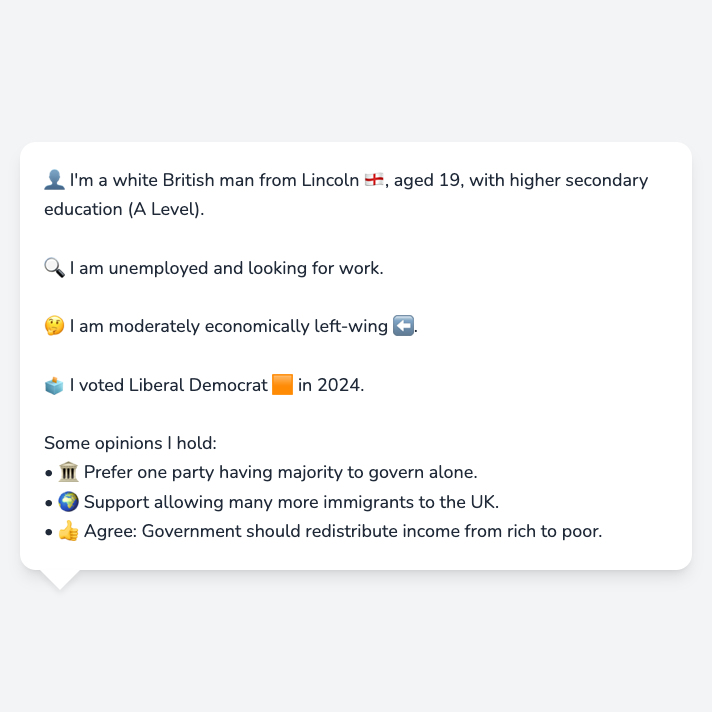 👤 I'm a white British man from Lincoln 🏴󠁧󠁢󠁥󠁮󠁧󠁿, aged 19, with higher secondary
education (A Level).
🔍 I am unemployed and looking for work.
🤔 I am moderately economically left-wing ⬅️.
🗳️ I voted Liberal Democrat 🟧 in 2024.
Some opinions I hold:
• 🏛️ Prefer one party having majority to govern alone.
• 🌍 Support allowing many more immigrants to the UK.
• 👍 Agree: Government should redistribute income from rich to poor.